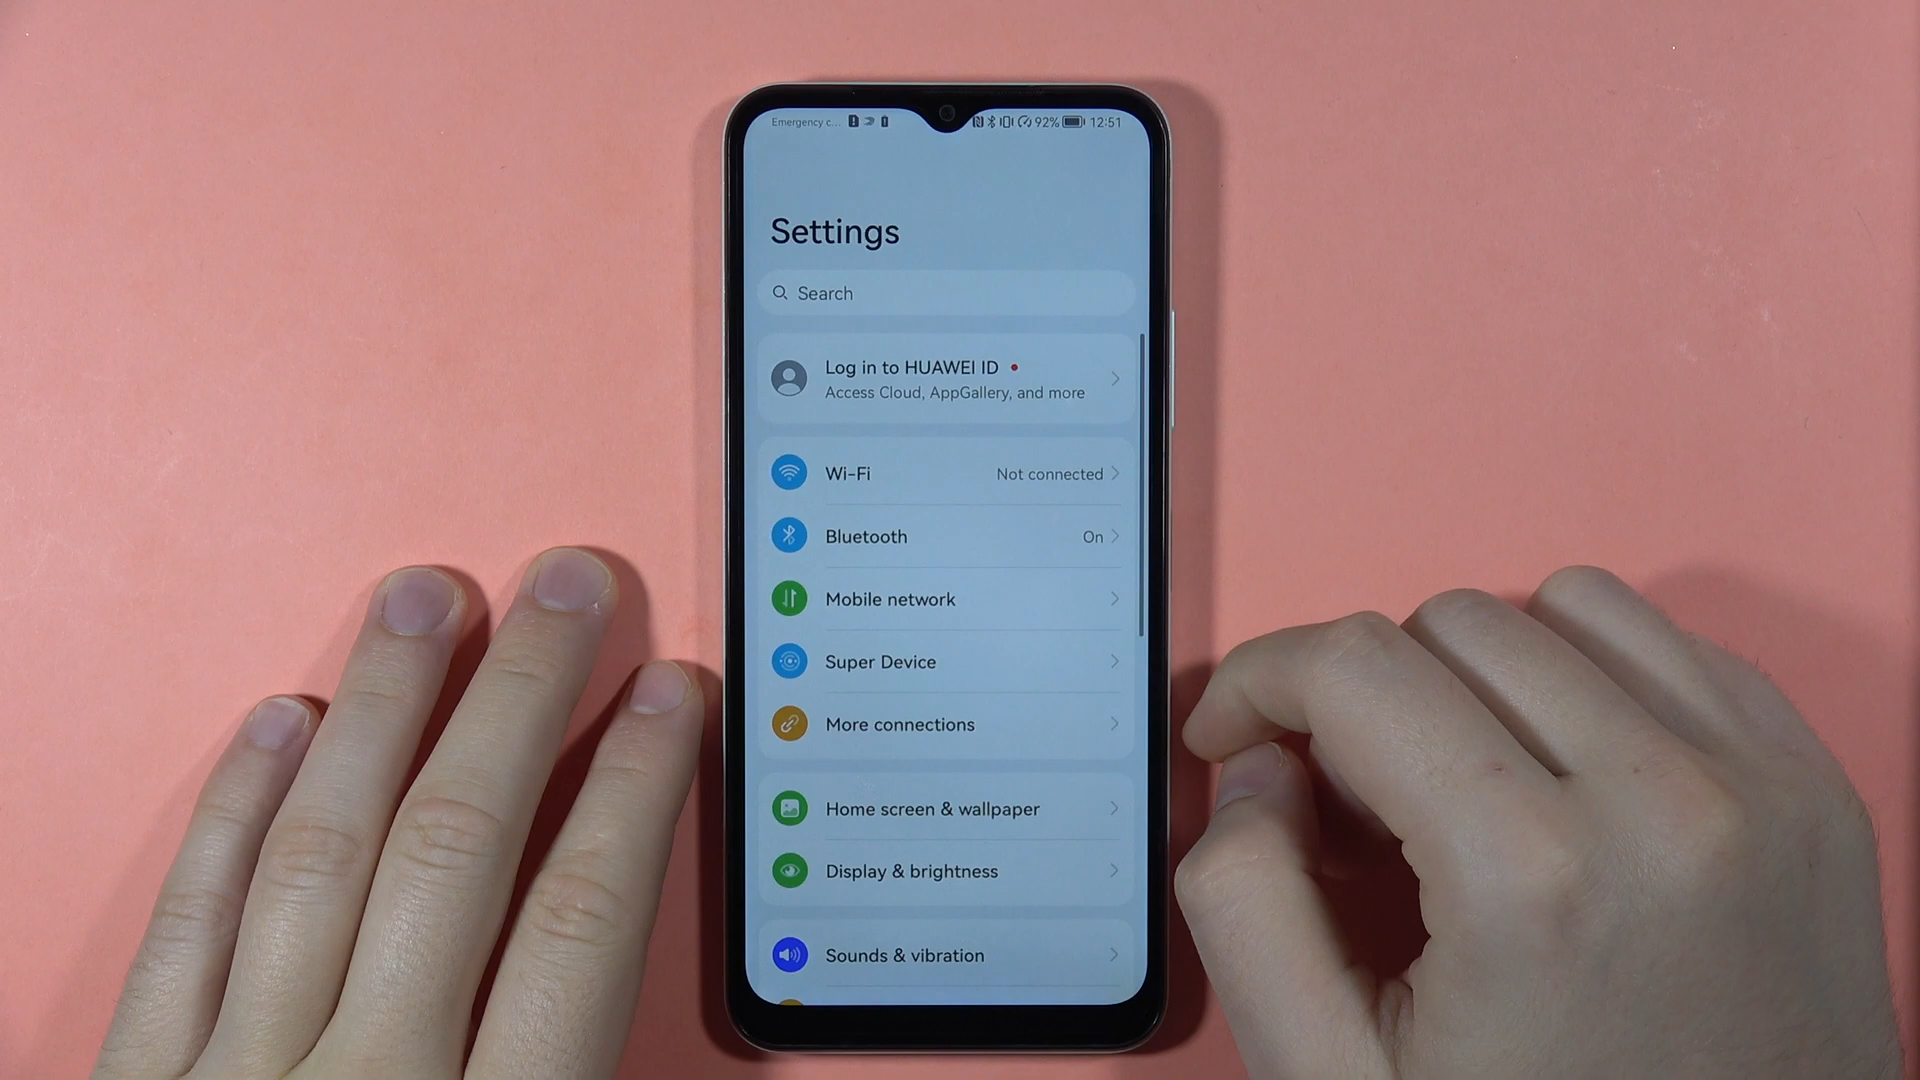 Emergency c... 92% 12:51
Settings
Search
Log in to HUAWEI ID
Access Cloud, AppGallery, and more
Wi-Fi Not connected
Bluetooth On
Mobile network
Super Device
More connections
Home screen & wallpaper
Display & brightness
Sounds & vibration